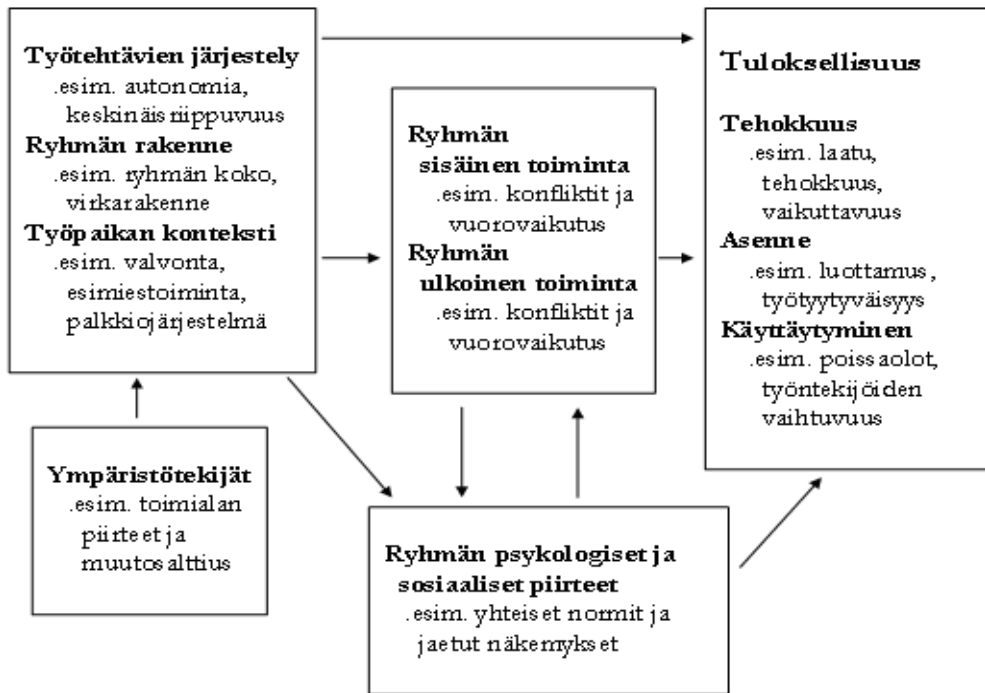 Työtehtävien järjestely
.esim. autonomia,
keskinäisriippuvuus
Ryhmän rakenne
.esim. ryhmän koko,
virkarakenne
Työpaikan konteksti
.esim. valvonta,
esimiestoiminta,
palkkiojärjestelmä
Ympäristötekijät
.esim. toimialan
piirteet ja
muutosalttius
Ryhmän
sisäinen toiminta
.esim. konfliktit ja
vuorovaikutus
Ryhmän
ulkoinen toiminta
.esim. konfliktit ja
vuorovaikutus
Ryhmän psykologiset ja
sosiaaliset piirteet
.esim. yhteiset normit ja
jaetut näkemykset
Tuloksellisuus
Tehokkuus
.esim. laatu,
tehokkuus,
vaikuttavuus
Asenne
.esim. luottamus,
työtyytyväisyys
Käyttäytyminen
.esim. poissaolot,
työntekijöiden
vaihtuvuus